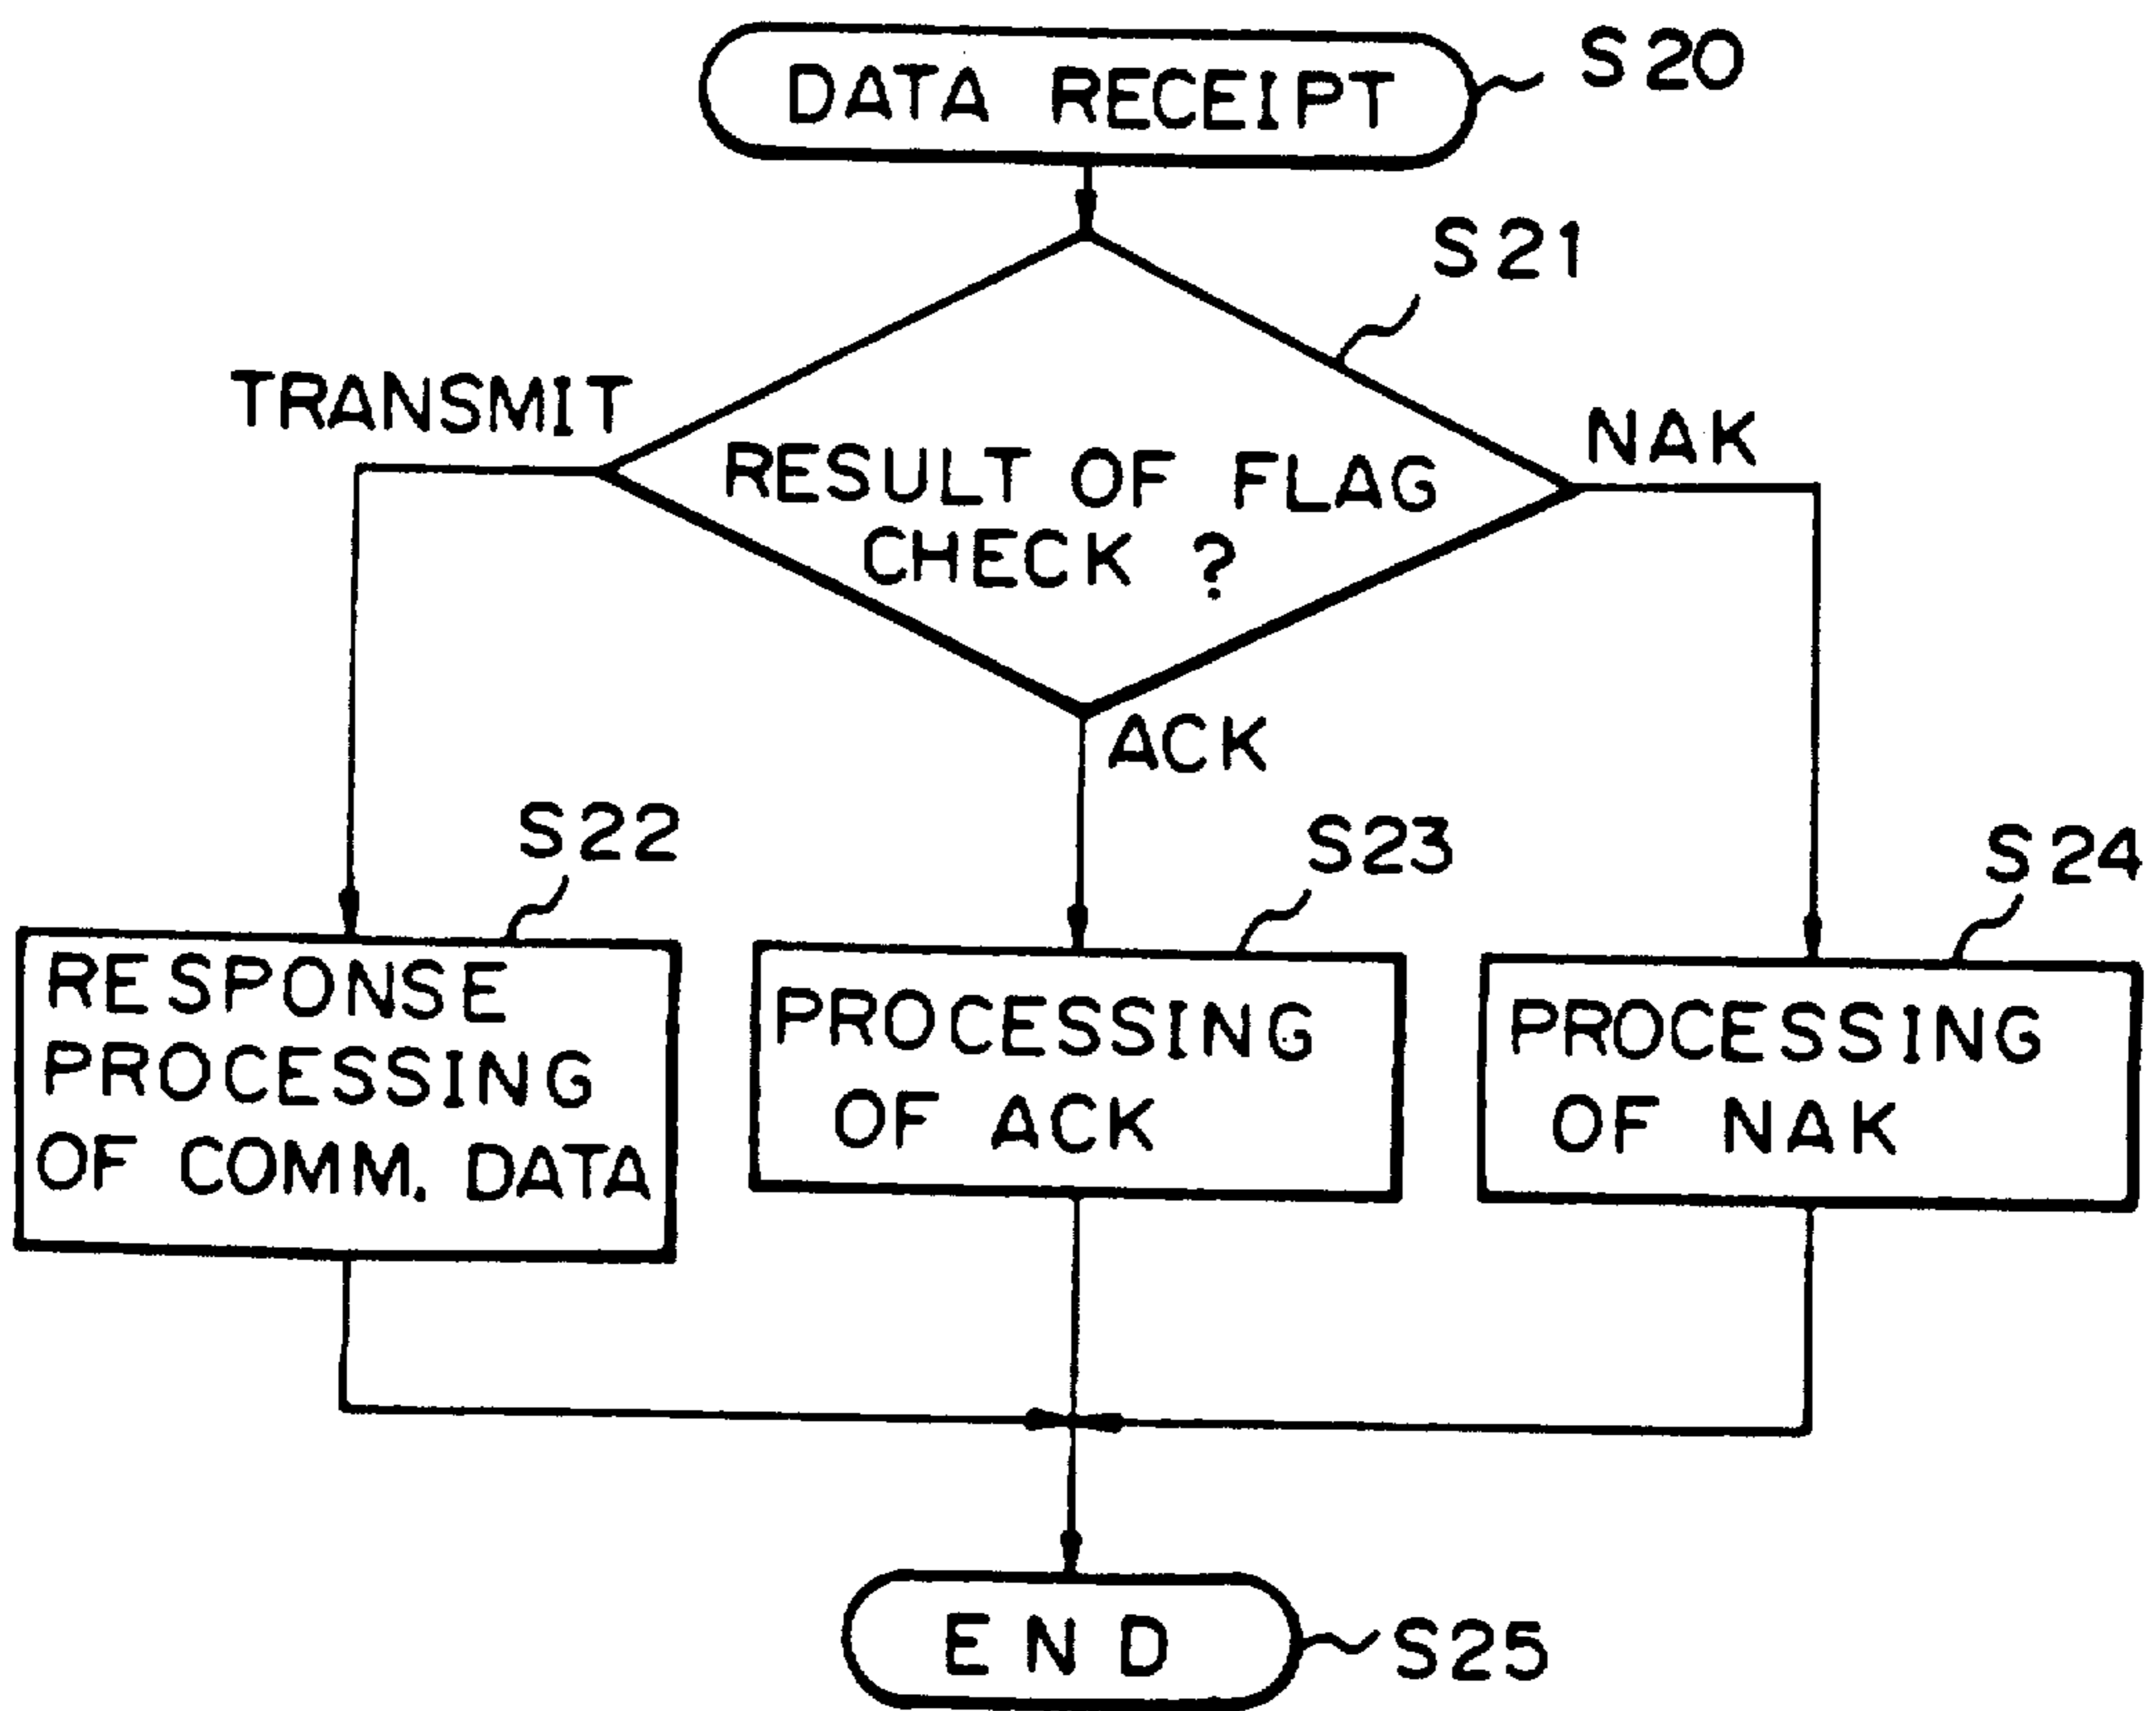 DATA RECEIPT
S20
S21
TRANSMIT
NAK
RESULT OF FLAG
CHECK ?
ACK
S22
S23
S24
RESPONSE
PROCESSING
OF COMM. DATA
PROCESSING
OF ACK
PROCESSING
OF NAK
END
S25